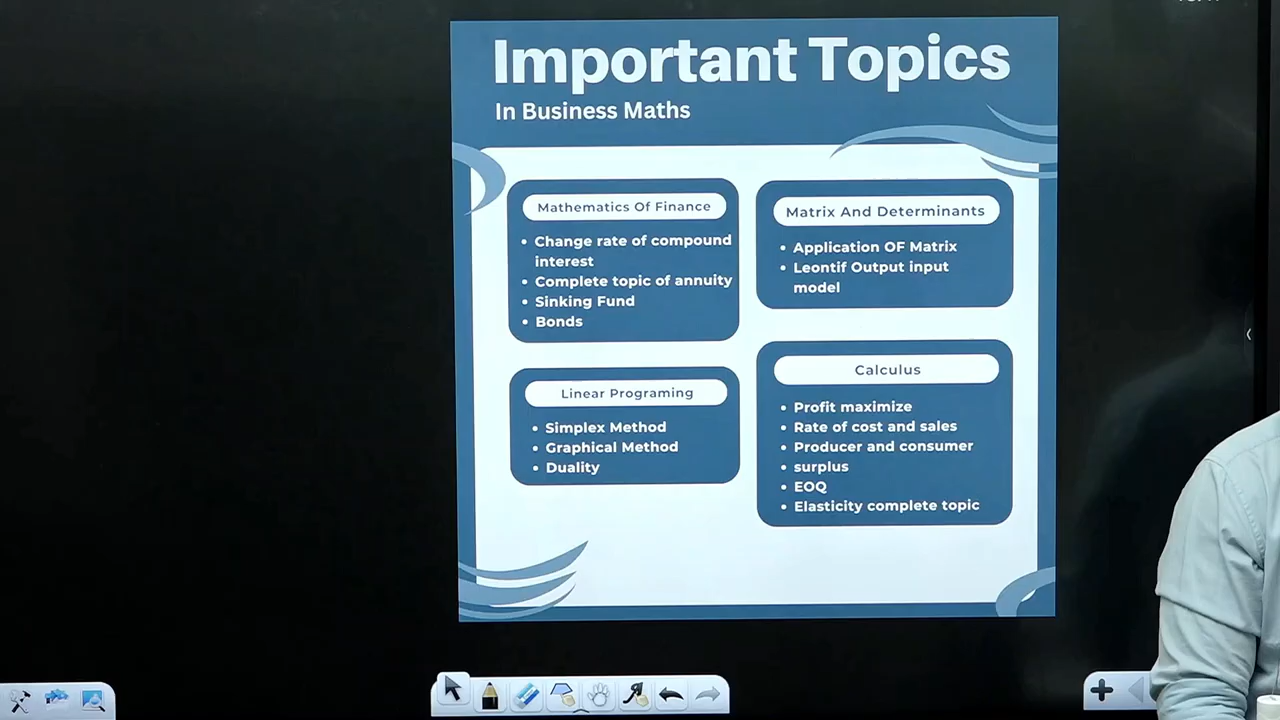 Important Topics
In Business Maths
Mathematics Of Finance
Change rate of compound
interest
Complete topic of annuity
Sinking Fund
Bonds
Matrix And Determinants
Application OF Matrix
Leontif Output input
model
Linear Programing
Simplex Method
Graphical Method
Duality
Calculus
Profit maximize
Rate of cost and sales
Producer and consumer
surplus
EOQ
Elasticity complete topic